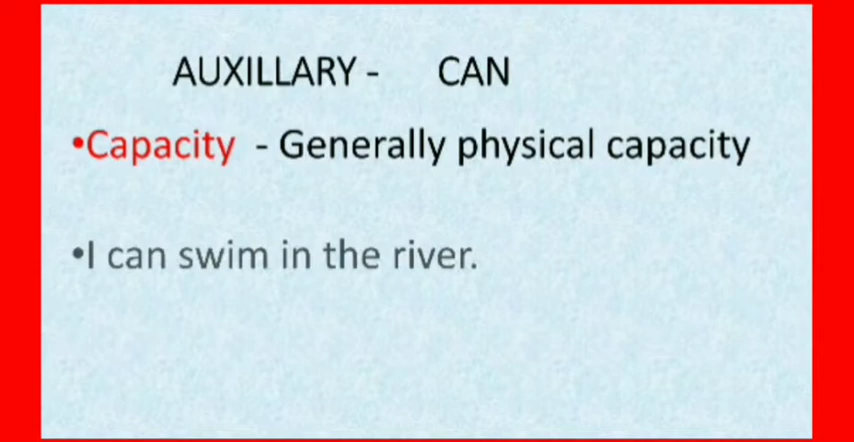 AUXILLARY - CAN
•Capacity - Generally physical capacity
•I can swim in the river.